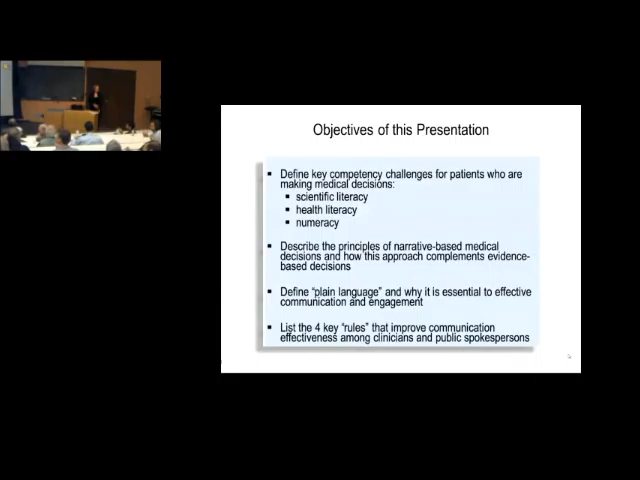 Objectives of this Presentation
▪ Define key competency challenges for patients who are
making medical decisions:
▪ scientific literacy
▪ health literacy
▪ numeracy
▪ Describe the principles of narrative-based medical
decisions and how this approach complements evidence-
based decisions
▪ Define “plain language” and why it is essential to effective
communication and engagement
▪ List the 4 key “rules” that improve communication
effectiveness among clinicians and public spokespersons